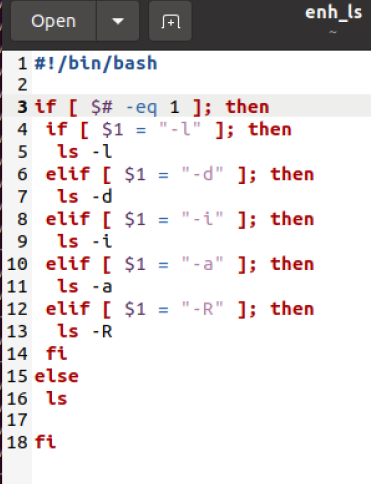 Open
enh_ls
~
1 #!/bin/bash
2
3 if [ $# -eq 1 ]; then
4  if [ $1 = "-l" ]; then
5   ls -l
6  elif [ $1 = "-d" ]; then
7   ls -d
8  elif [ $1 = "-i" ]; then
9   ls -i
10  elif [ $1 = "-a" ]; then
11   ls -a
12  elif [ $1 = "-R" ]; then
13   ls -R
14  fi
15 else
16  ls
17
18 fi